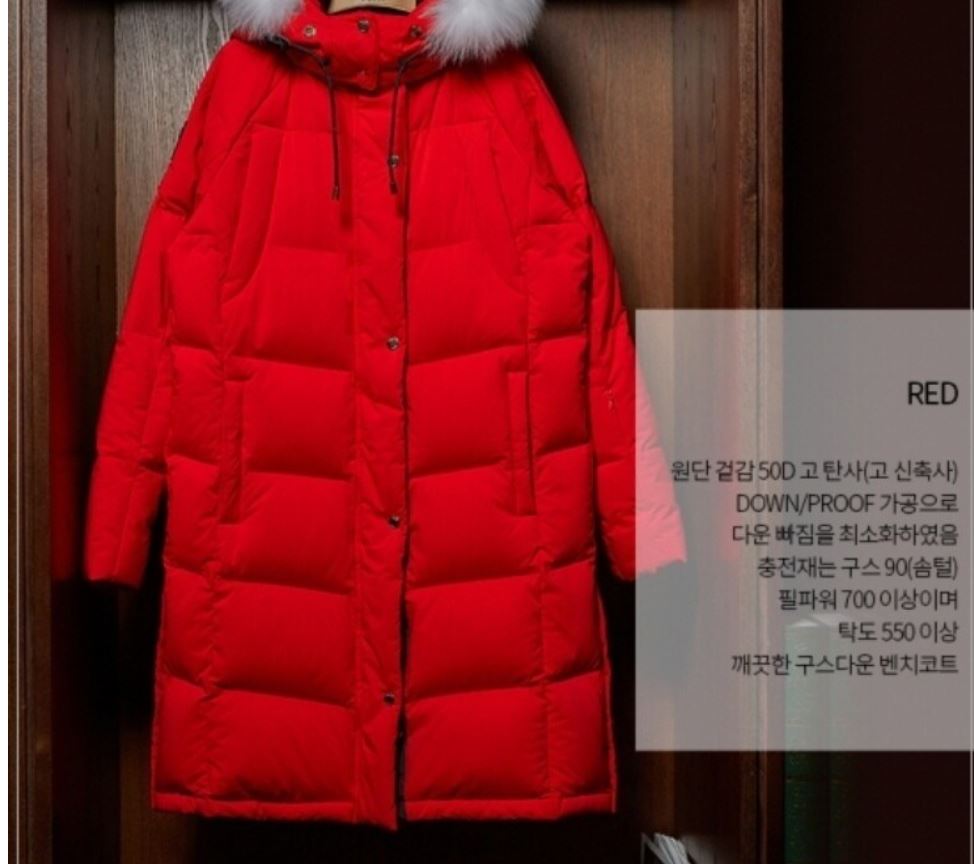 RED
원단 겉감 50D 고 탄사(고 신축사)
DOWN/PROOF 가공으로
다운 빠짐을 최소화하였음
충전재는 구스 90(솜털)
필파워 700 이상이며
탁도 550 이상
깨끗한 구스다운 벤치코트